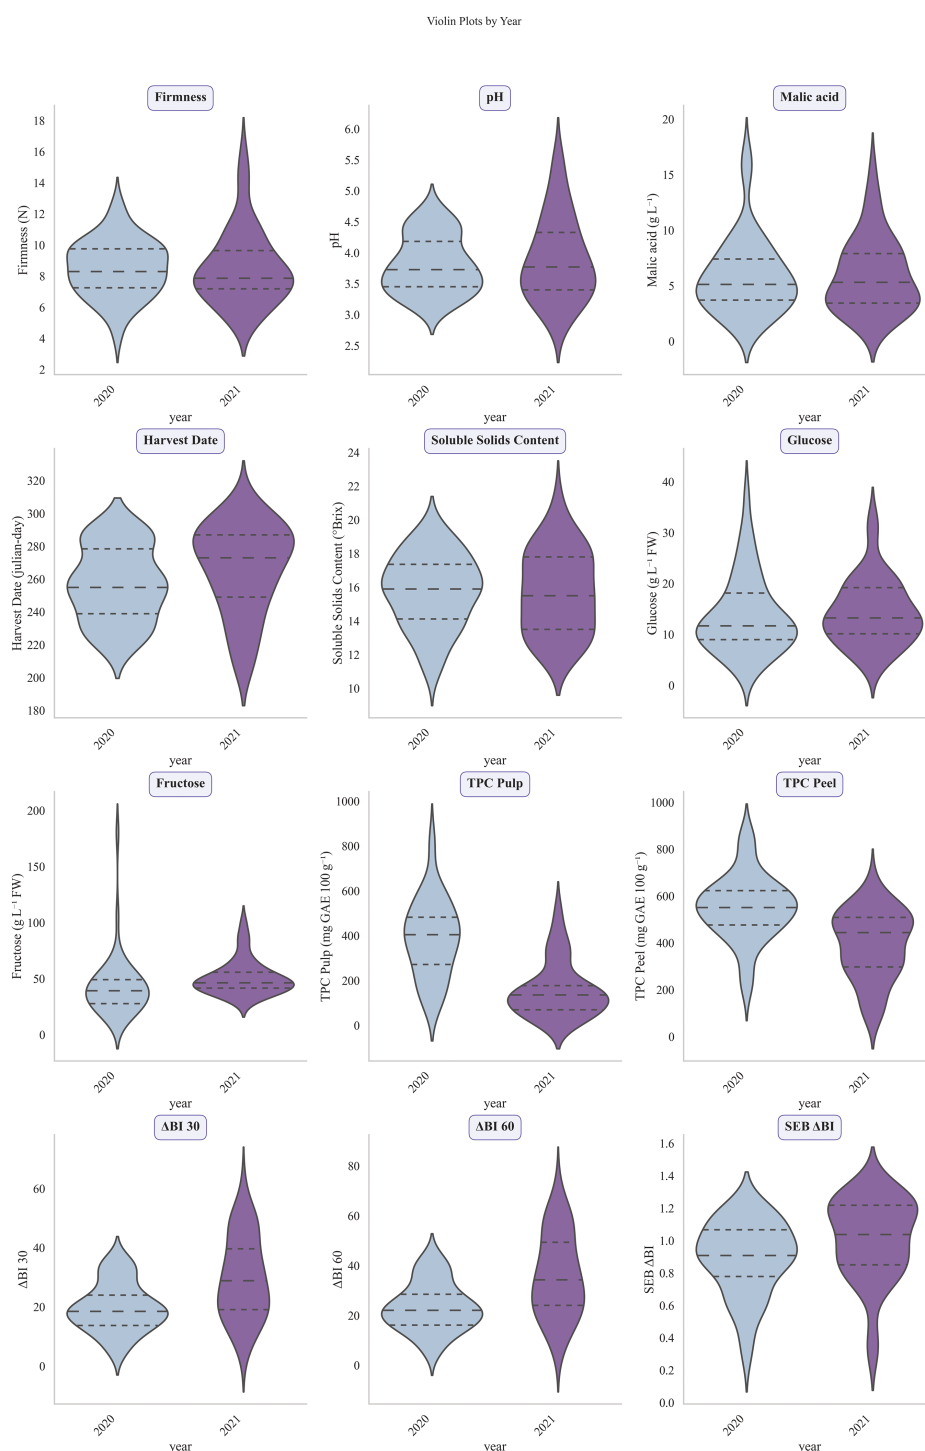 Violin Plots by Year
Firmness
pH
Malic acid
18
16
14
12
10
8
6
4
2
Firmness (N)
6.0
5.5
5.0
4.5
4.0
3.5
3.0
2.5
pH
20
15
10
5
0
Malic acid (g L⁻¹)
2020
2021
2020
2021
2020
2021
year
year
year
Harvest Date
Soluble Solids Content
Glucose
320
300
280
260
240
220
200
180
Harvest Date (julian-day)
24
22
20
18
16
14
12
10
Soluble Solids Content (°Brix)
40
30
20
10
0
Glucose (g L⁻¹ FW)
2020
2021
2020
2021
2020
2021
year
year
year
Fructose
TPC Pulp
TPC Peel
200
150
100
50
0
Fructose (g L⁻¹ FW)
1000
800
600
400
200
0
TPC Pulp (mg GAE 100 g⁻¹)
1000
800
600
400
200
0
TPC Peel (mg GAE 100 g⁻¹)
2020
2021
2020
2021
2020
2021
year
year
year
ΔBI 30
ΔBI 60
SEB ΔBI
60
40
20
0
ΔBI 30
80
60
40
20
0
ΔBI 60
1.6
1.4
1.2
1.0
0.8
0.6
0.4
0.2
0.0
SEB ΔBI
2020
2021
2020
2021
2020
2021
year
year
year